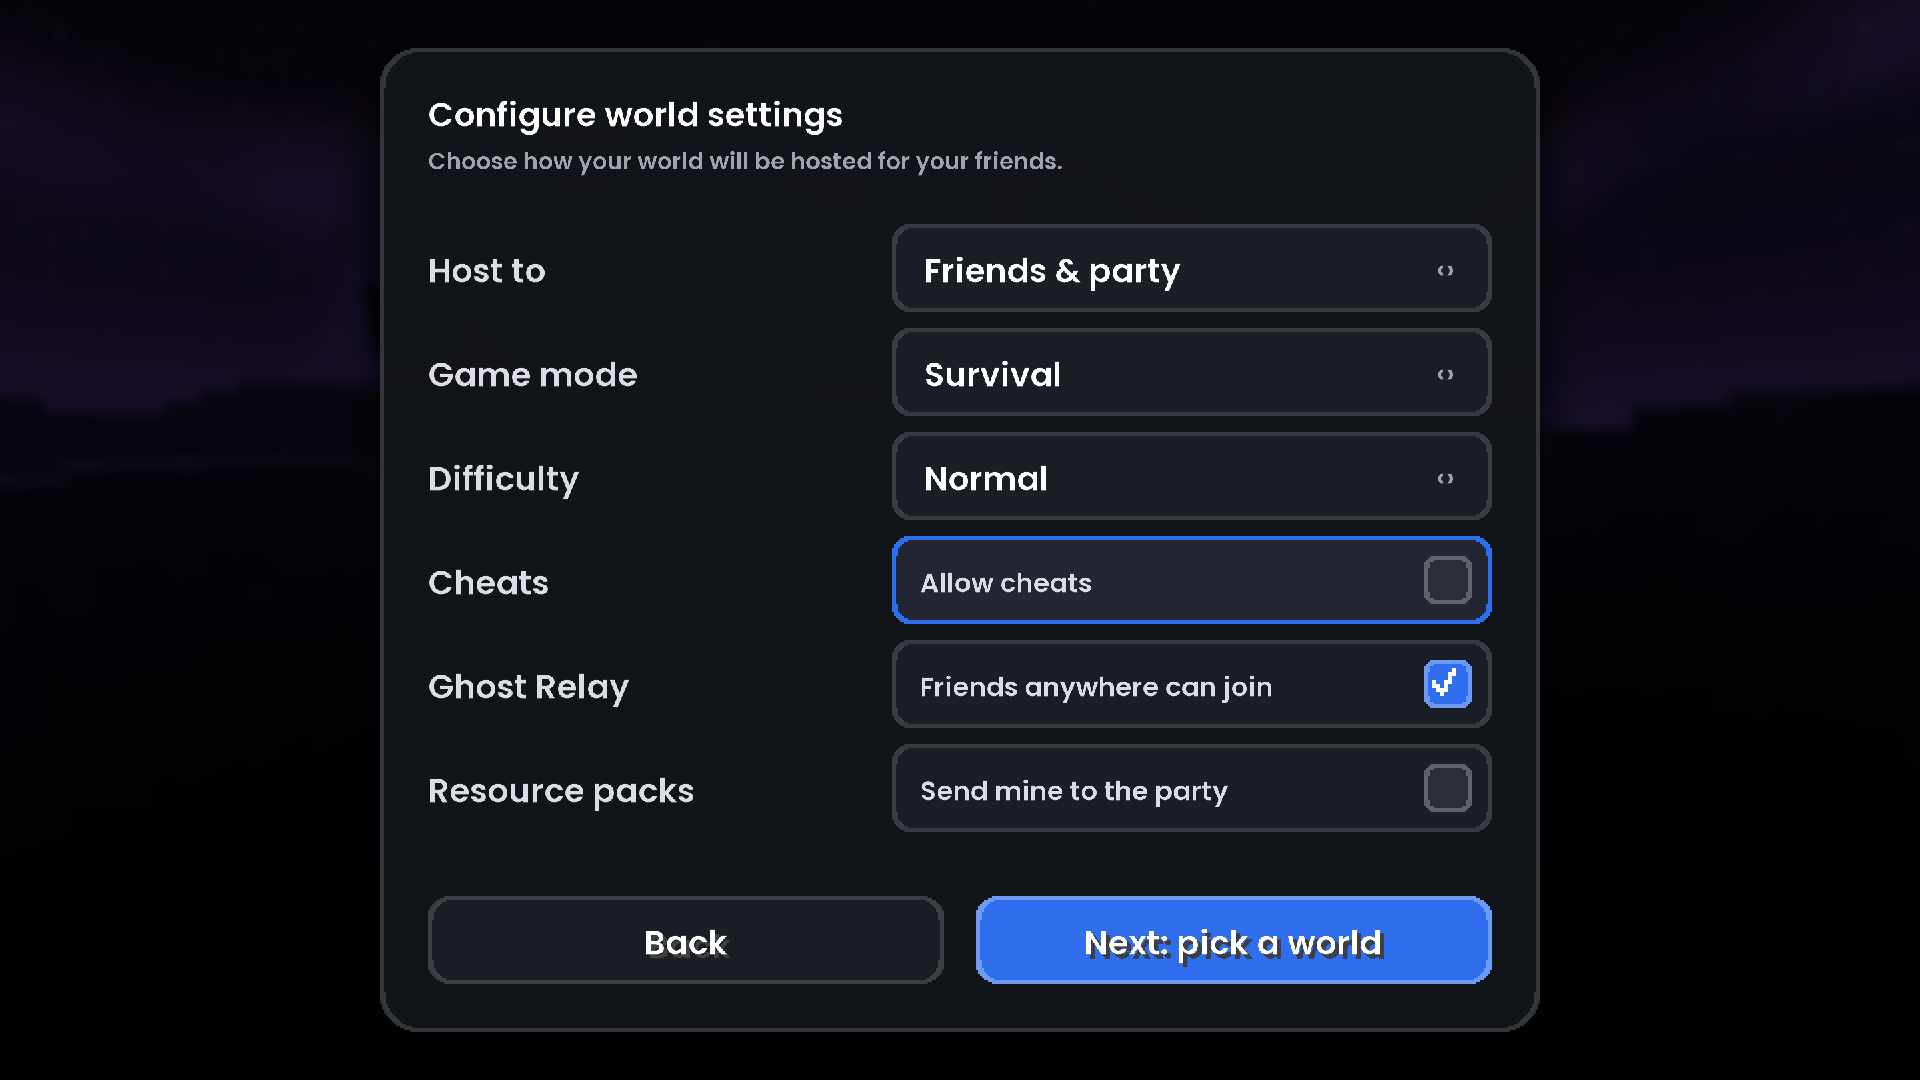 Configure world settings
Choose how your world will be hosted for your friends.
Host to
Friends & party
Game mode
Survival
Difficulty
Normal
Cheats
Allow cheats
Ghost Relay
Friends anywhere can join
Resource packs
Send mine to the party
Back
Next: pick a world